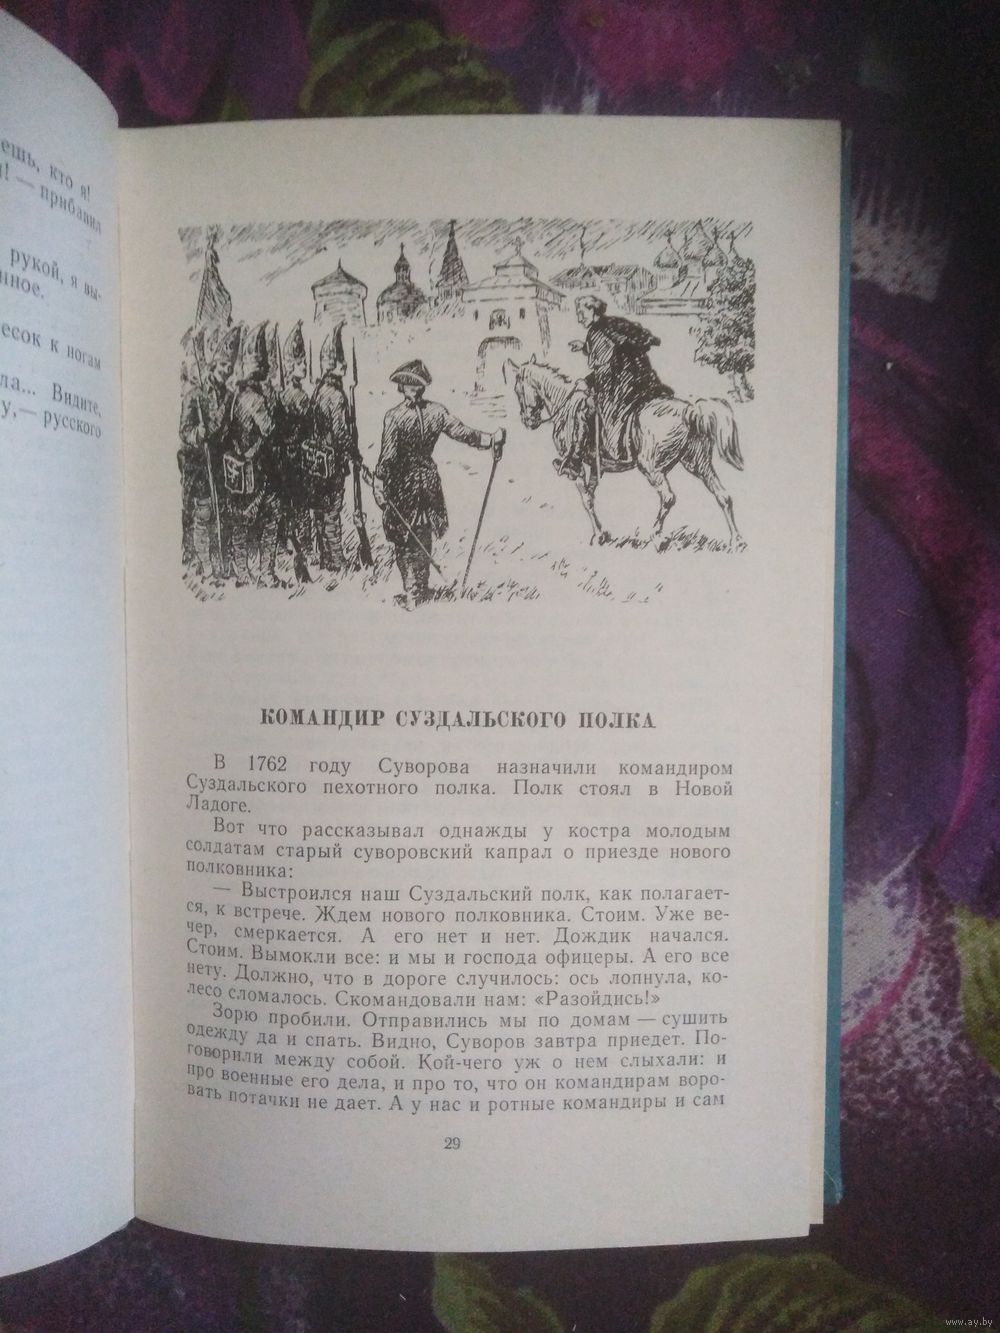 ешь, кто я!
— прибавил
рукой, я вы-
нное.
есок к ногам
ла... Видите,
у,— русского
КОМАНДИР СУЗДАЛЬСКОГО ПОЛКА
В 1762 году Суворова назначили командиром
Суздальского пехотного полка. Полк стоял в Новой
Ладоге.
Вот что рассказывал однажды у костра молодым
солдатам старый суворовский капрал о приезде нового
полковника:
— Выстроился наш Суздальский полк, как полагает-
ся, к встрече. Ждем нового полковника. Стоим. Уже ве-
чер, смеркается. А его нет и нет. Дождик начался.
Стоим. Вымокли все: и мы и господа офицеры. А его все
нету. Должно, что в дороге случилось: ось лопнула, ко-
лесо сломалось. Скомандовали нам: «Разойдись!»
Зорю пробили. Отправились мы по домам — сушить
одежду да и спать. Видно, Суворов завтра приедет. По-
говорили между собой. Кой-чего уж о нем слыхали: и
про военные его дела, и про то, что он командирам воро-
вать потачки не дает. А у нас и ротные командиры и сам
29
www.ay.by